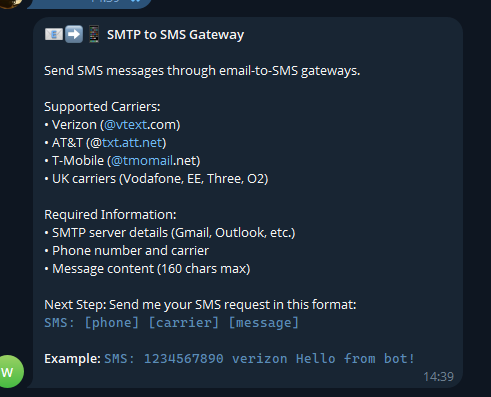 14:39
📧➡️📱 SMTP to SMS Gateway
Send SMS messages through email-to-SMS gateways.
Supported Carriers:
• Verizon (@vtext.com)
• AT&T (@txt.att.net)
• T-Mobile (@tmomail.net)
• UK carriers (Vodafone, EE, Three, O2)
Required Information:
• SMTP server details (Gmail, Outlook, etc.)
• Phone number and carrier
• Message content (160 chars max)
Next Step: Send me your SMS request in this format:
SMS: [phone] [carrier] [message]
Example: SMS: 1234567890 verizon Hello from bot!
W
14:39